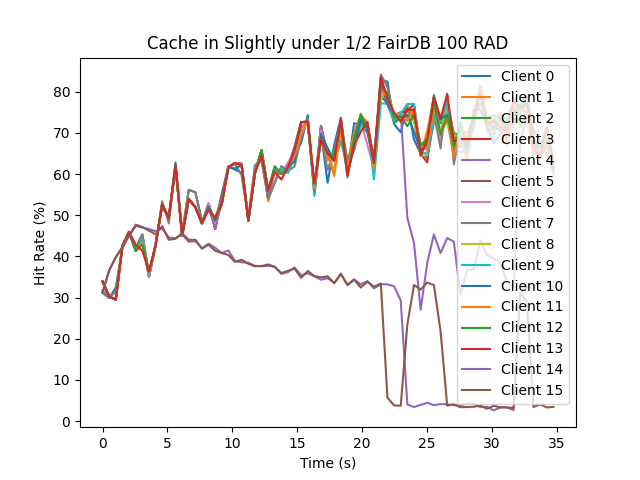 Cache in Slightly under 1/2 FairDB 100 RAD
Hit Rate (%)
80
70
60
50
40
30
20
10
0
0 5 10 15 20 25 30 35
Time (s)
Client 0
Client 1
Client 2
Client 3
Client 4
Client 5
Client 6
Client 7
Client 8
Client 9
Client 10
Client 11
Client 12
Client 13
Client 14
Client 15